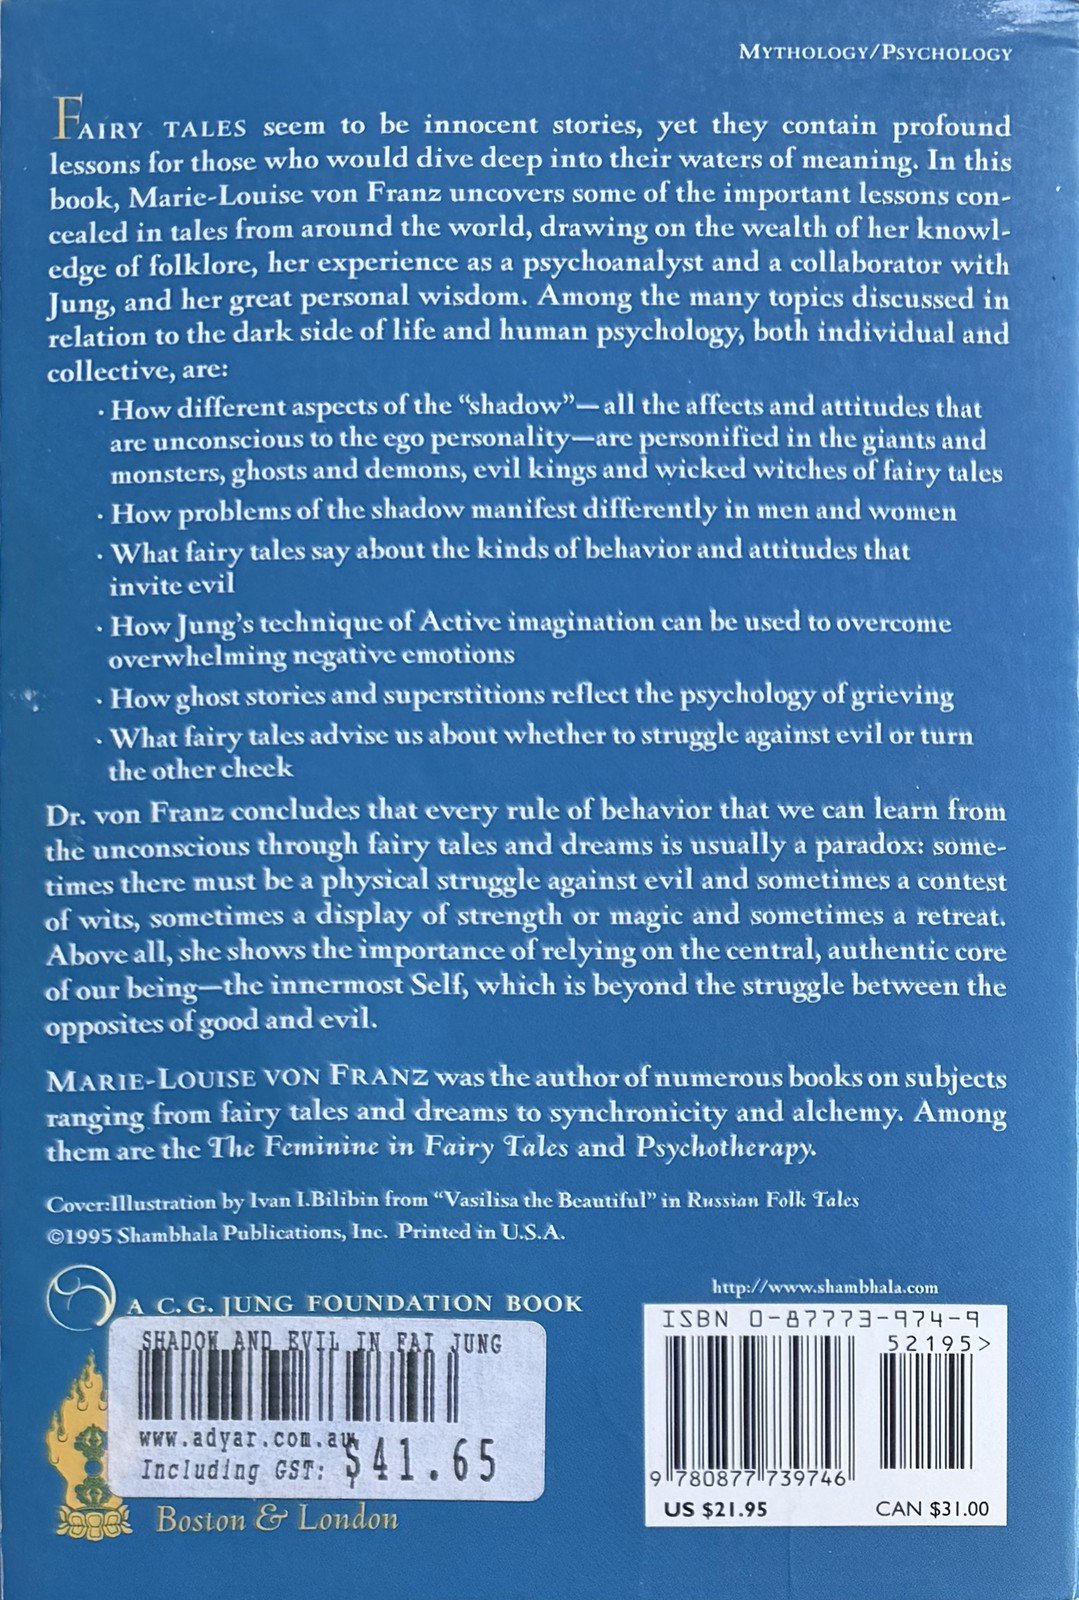 MYTHOLOGY/PSYCHOLOGY
FAIRY TALES seem to be innocent stories, yet they contain profound
lessons for those who would dive deep into their waters of meaning. In this
book, Marie-Louise von Franz uncovers some of the important lessons con-
cealed in tales from around the world, drawing on the wealth of her knowl-
edge of folklore, her experience as a psychoanalyst and a collaborator with
Jung, and her great personal wisdom. Among the many topics discussed in
relation to the dark side of life and human psychology, both individual and
collective, are:
· How different aspects of the “shadow”—all the affects and attitudes that
are unconscious to the ego personality—are personified in the giants and
monsters, ghosts and demons, evil kings and wicked witches of fairy tales
· How problems of the shadow manifest differently in men and women
· What fairy tales say about the kinds of behavior and attitudes that
invite evil
· How Jung's technique of Active imagination can be used to overcome
overwhelming negative emotions
· How ghost stories and superstitions reflect the psychology of grieving
· What fairy tales advise us about whether to struggle against evil or turn
the other cheek
Dr. von Franz concludes that every rule of behavior that we can learn from
the unconscious through fairy tales and dreams is usually a paradox: some-
times there must be a physical struggle against evil and sometimes a contest
of wits, sometimes a display of strength or magic and sometimes a retreat.
Above all, she shows the importance of relying on the central, authentic core
of our being—the innermost Self, which is beyond the struggle between the
opposites of good and evil.
MARIE-LOUISE VON FRANZ was the author of numerous books on subjects
ranging from fairy tales and dreams to synchronicity and alchemy. Among
them are the The Feminine in Fairy Tales and Psychotherapy.
Cover:Illustration by Ivan I.Bilibin from “Vasilisa the Beautiful” in Russian Folk Tales
©1995 Shambhala Publications, Inc. Printed in U.S.A.
A C.G. JUNG FOUNDATION BOOK
SHADOW AND EVIL IN FAI JUNG
www.adyar.com.au
Including GST: $41.65
Boston & London
http://www.shambhala.com
ISBN 0-87773-974-9
52195>
9 780877 739746
US $21.95 CAN $31.00